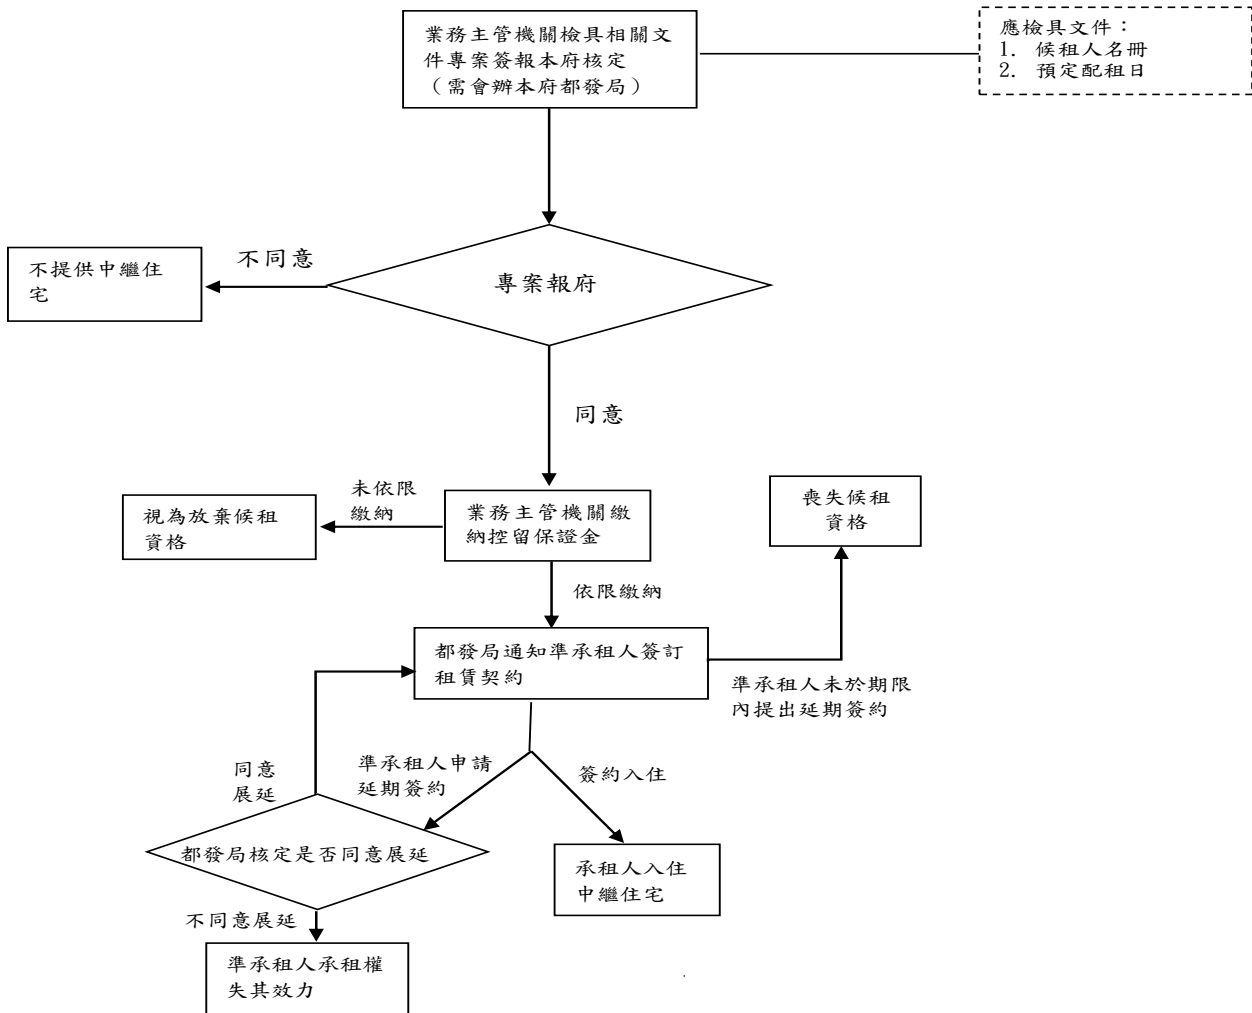 業務主管機關檢具相關文
件專案簽報本府核定
（需會辦本府都發局）
應檢具文件：
1. 候租人名冊
2. 預定配租日
不同意
不提供中繼住
宅
專案報府
同意
未依限
繳納
視為放棄候租
資格
業務主管機關繳
納控留保證金
喪失候租
資格
依限繳納
都發局通知準承租人簽訂
租賃契約
準承租人未於期限
內提出延期簽約
同意
展延
準承租人申請
延期簽約
簽約入住
都發局核定是否同意展延
承租人入住
中繼住宅
不同意展延
準承租人承租權
失其效力